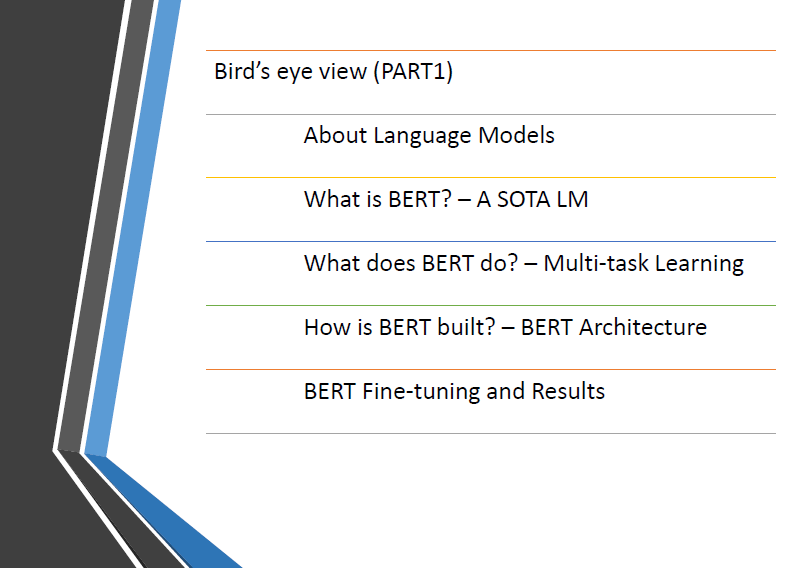 Bird’s eye view (PART1)
About Language Models
What is BERT? – A SOTA LM
What does BERT do? – Multi-task Learning
How is BERT built? – BERT Architecture
BERT Fine-tuning and Results